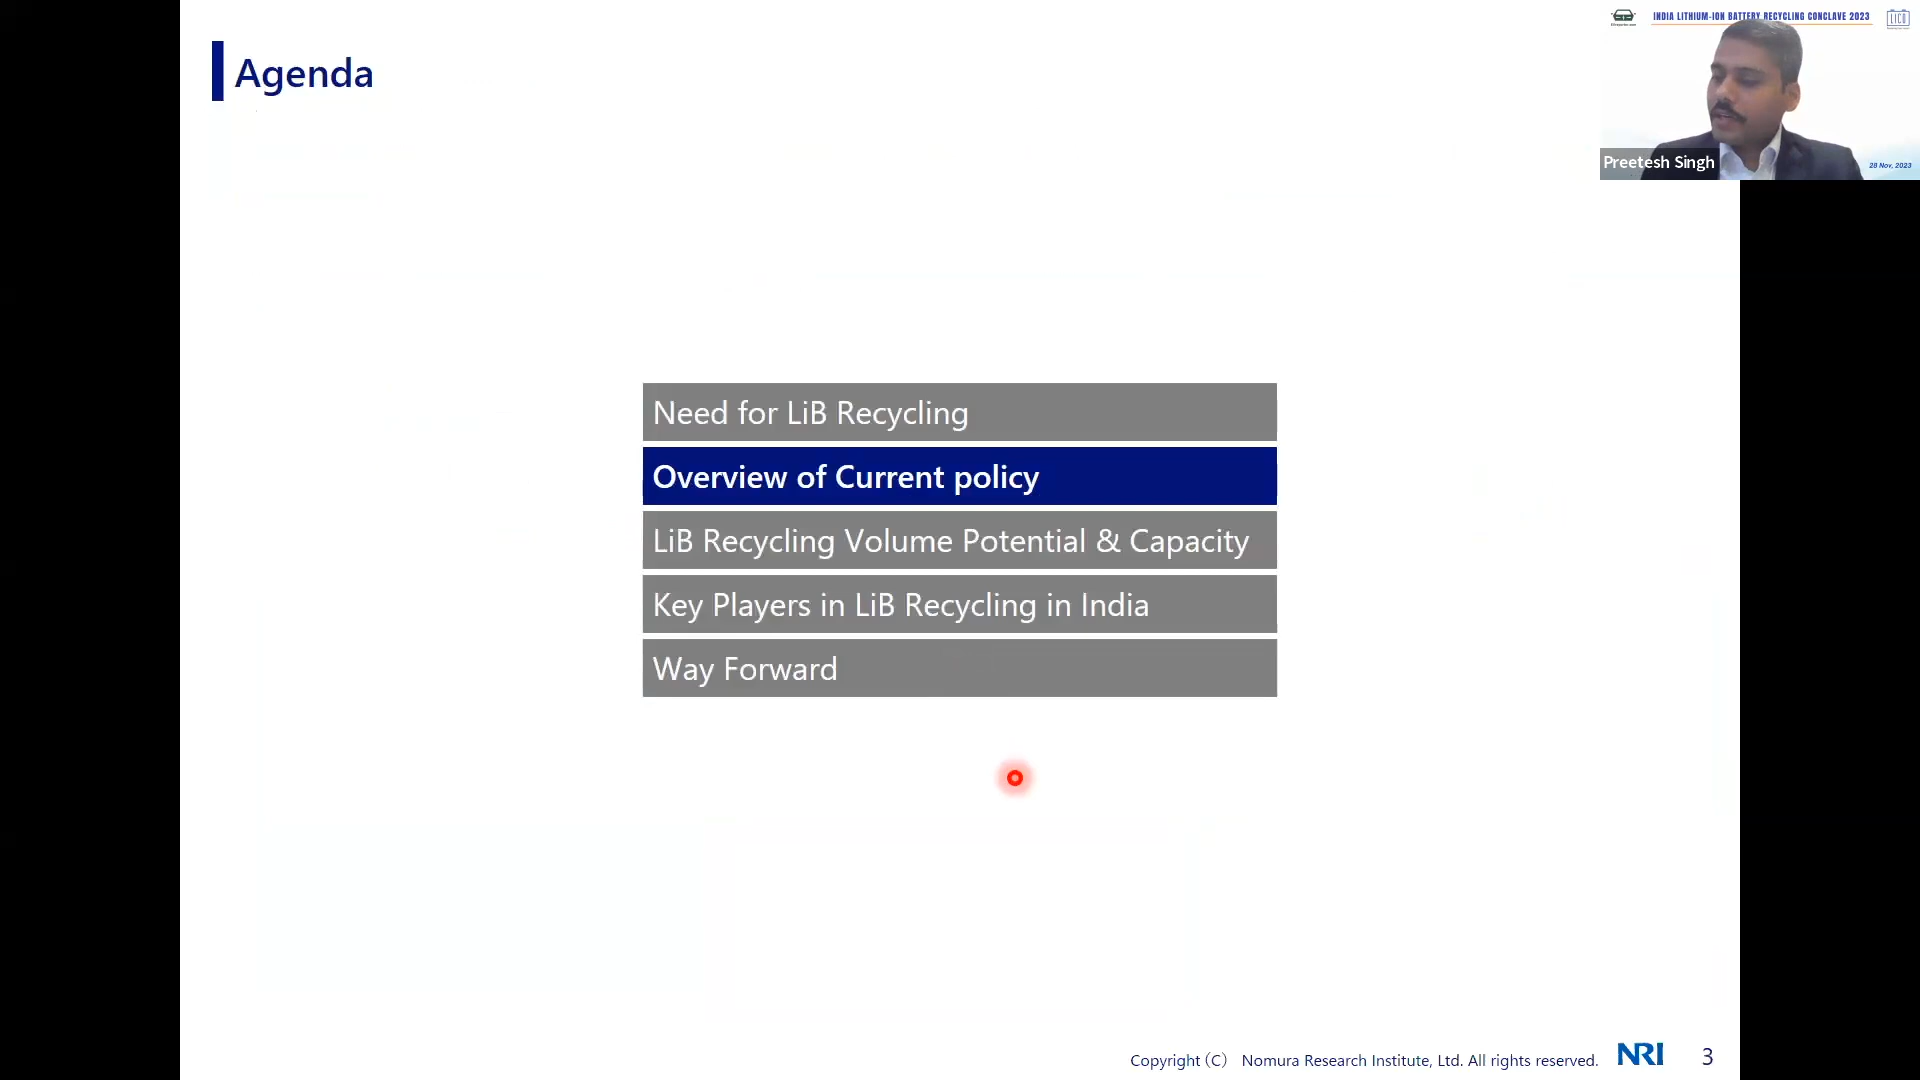 Agenda
INDIA LITHIUM-ION BATTERY RECYCLING CONCLAVE 2023
LICO
Preetesh Singh
28 Nov, 2023
Need for LiB Recycling
Overview of Current policy
LiB Recycling Volume Potential & Capacity
Key Players in LiB Recycling in India
Way Forward
Copyright (C) Nomura Research Institute, Ltd. All rights reserved.
NRI
3